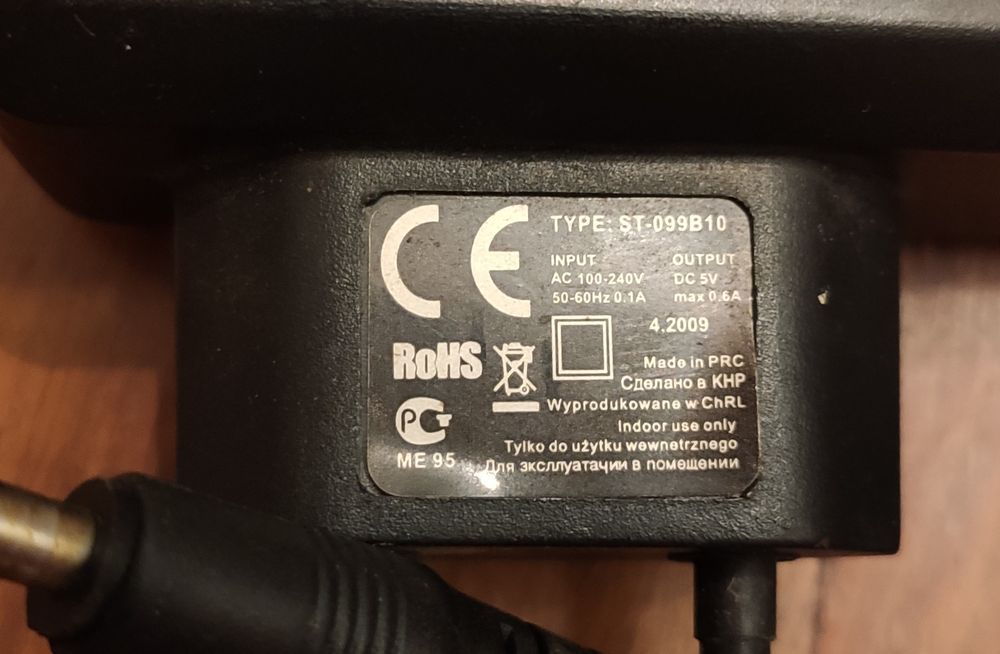 CE
TYPE: ST-099B10
INPUT OUTPUT
AC 100-240V DC 5V
50-60Hz 0.1A max 0.6A
4.2009
RoHS
Made in PRC
Сделано в КНР
Wyprodukowane w ChRL
Indoor use only
Tylko do użytku wewnętrznego
ME 95
Для эксллуатачии в помещении